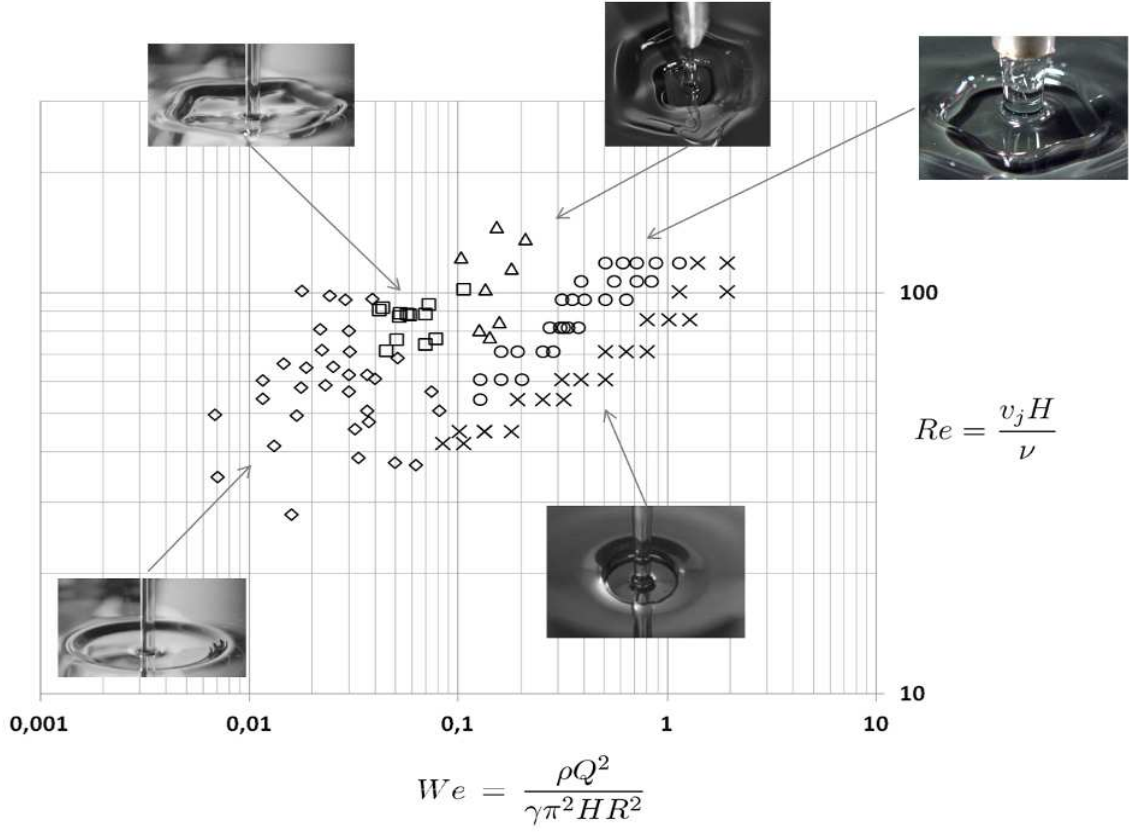 100
Re = \frac{v_j H}{\nu}
10
0,001 0,01 0,1 1 10
We = \frac{\rho Q^2}{\gamma \pi^2 H R^2}